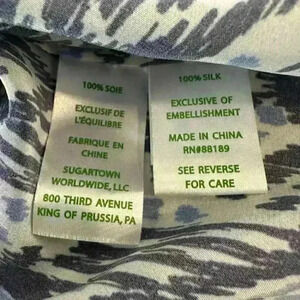 100% SOIE
EXCLUSIF DE
L'ÉQUILIBRE
FABRIQUE EN
CHINE
SUGARTOWN
WORLDWIDE, LLC
800 THIRD AVENUE
KING OF PRUSSIA, PA
100% SILK
EXCLUSIVE OF
EMBELLISHMENT
MADE IN CHINA
RN#88189
SEE REVERSE
FOR CARE